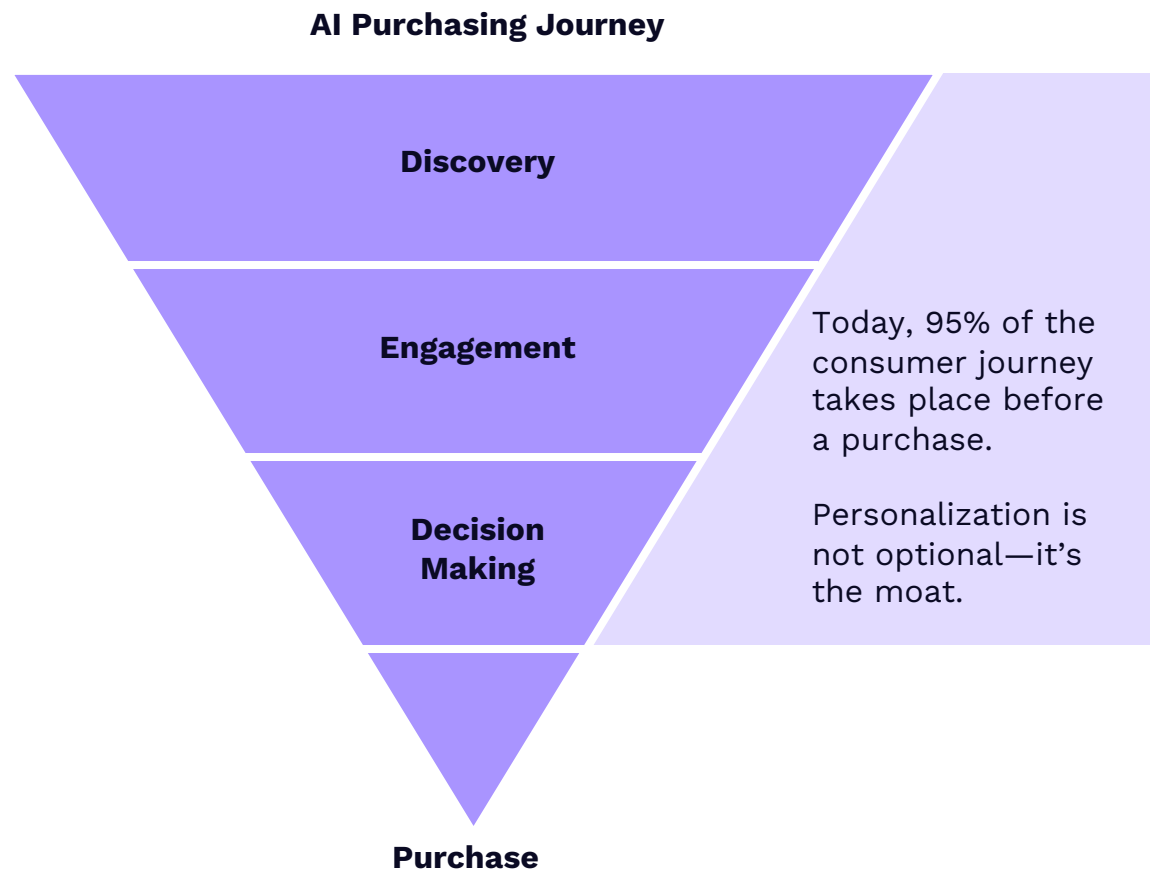 AI Purchasing Journey
Discovery
Engagement
Decision
Making
Today, 95% of the
consumer journey
takes place before
a purchase.
Personalization is
not optional—it’s
the moat.
Purchase